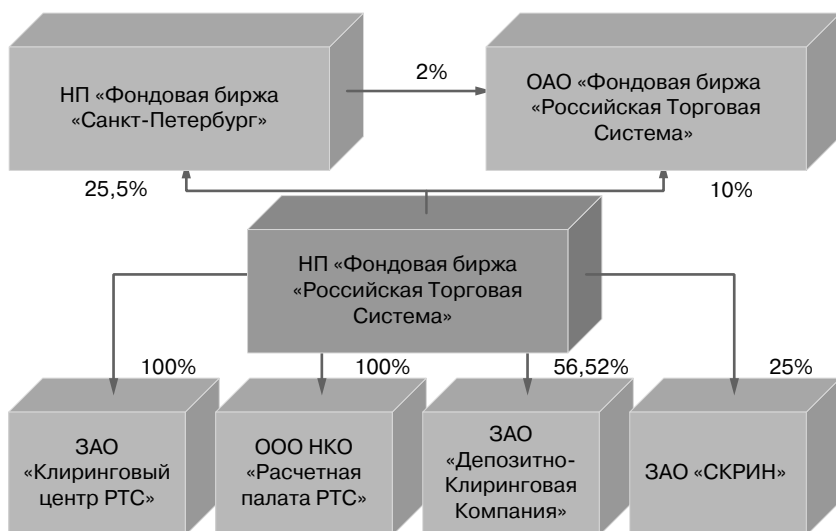 НП «Фондовая биржа
«Санкт-Петербург»
2%
ОАО «Фондовая биржа
«Российская Торговая
Система»
25,5%
10%
НП «Фондовая биржа
«Российская Торговая
Система»
100%
100%
56,52%
25%
ЗАО
«Клиринговый
центр РТС»
ООО НКО
«Расчетная
палата РТС»
ЗАО
«Депозитно-
Клиринговая
Компания»
ЗАО «СКРИН»